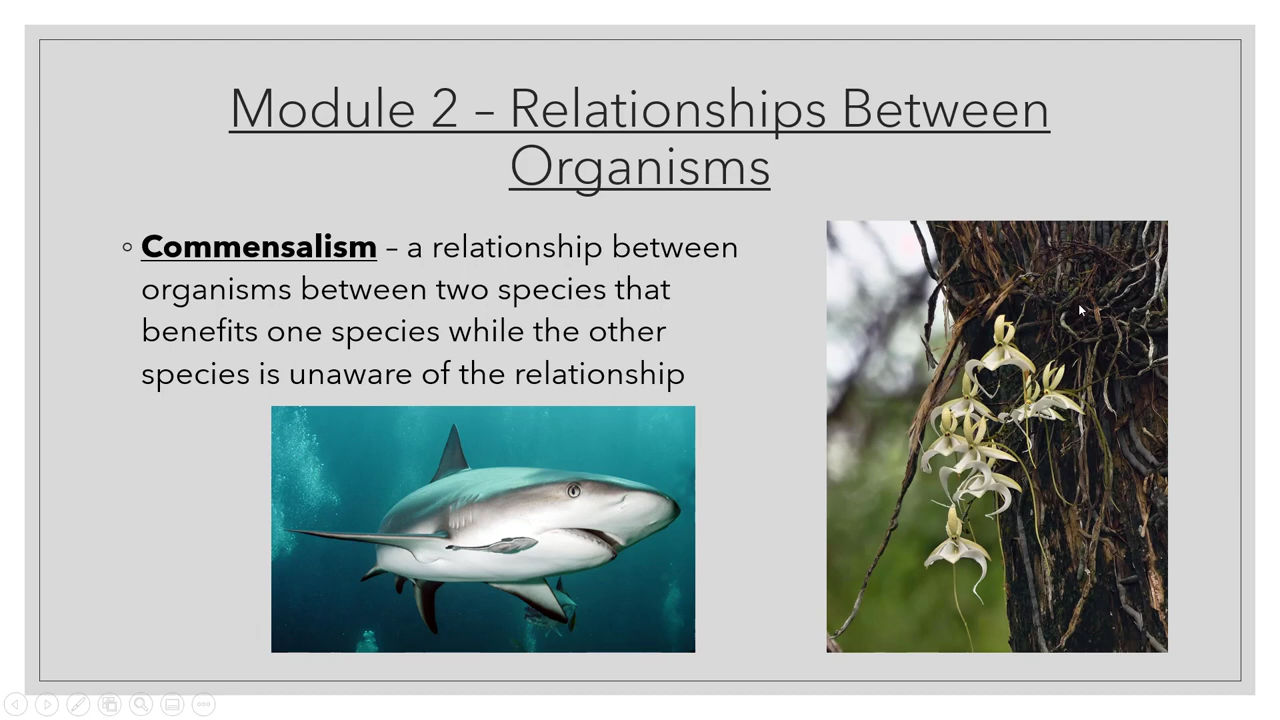 Module 2 – Relationships Between
Organisms
◦ Commensalism – a relationship between
organisms between two species that
benefits one species while the other
species is unaware of the relationship